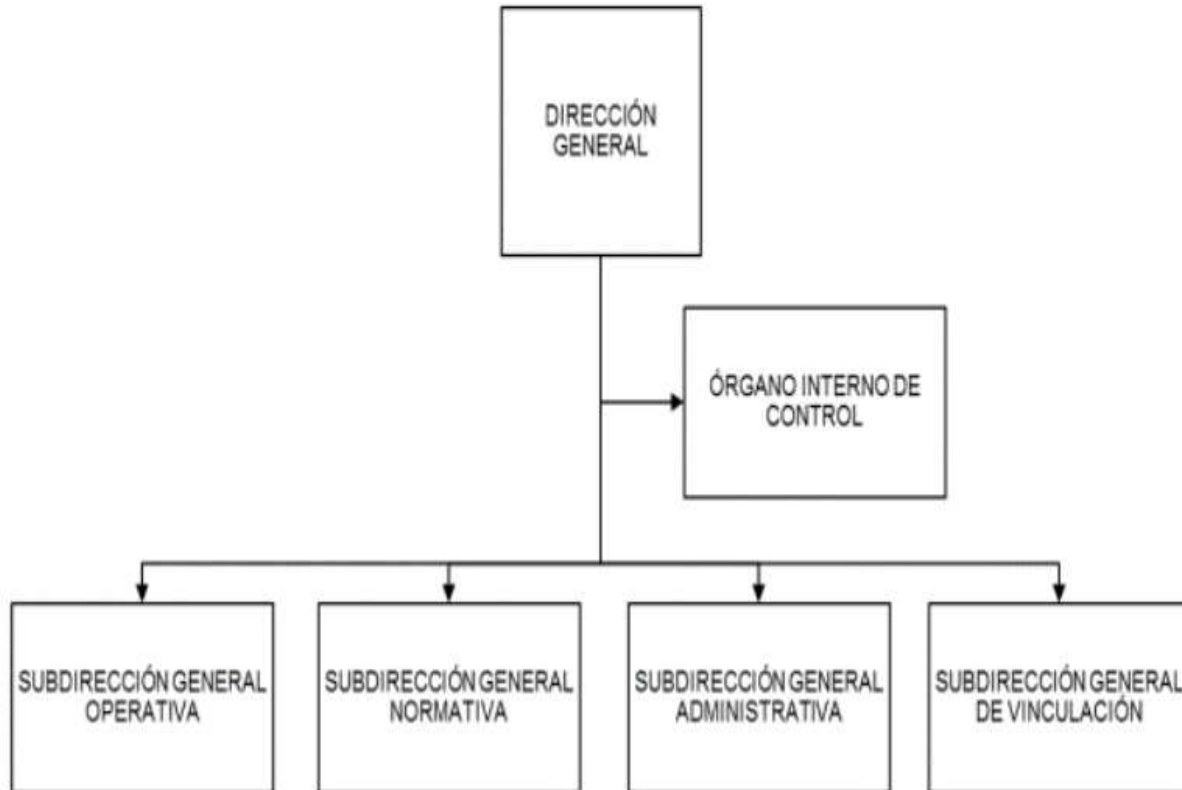 DIRECCIÓN
GENERAL
ÓRGANO INTERNO DE
CONTROL
SUBDIRECCIÓN GENERAL
OPERATIVA
SUBDIRECCIÓN GENERAL
NORMATIVA
SUBDIRECCIÓN GENERAL
ADMINISTRATIVA
SUBDIRECCIÓN GENERAL
DE VINCULACIÓN